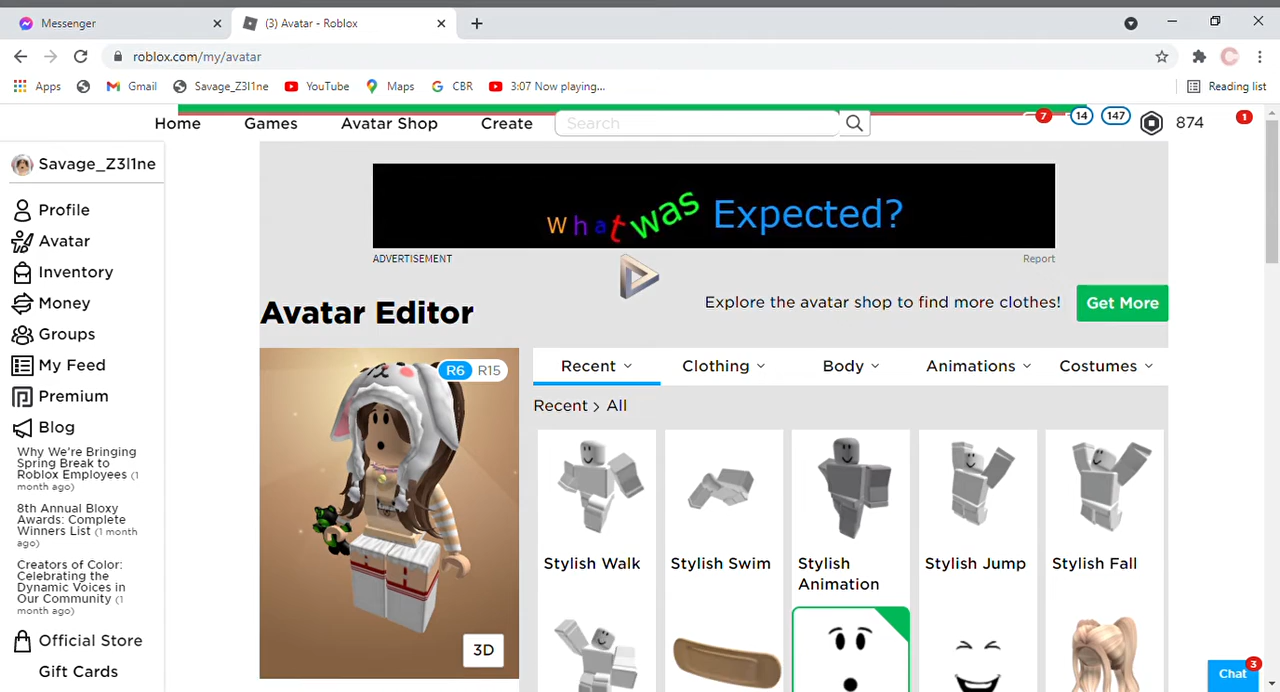 Messenger
(3) Avatar - Roblox
roblox.com/my/avatar
Apps
Gmail
Savage_Z3l1ne
YouTube
Maps
CBR
3:07 Now playing...
Reading list
Home
Games
Avatar Shop
Create
Search
7
14
147
874
1
Savage_Z3l1ne
Profile
Avatar
Inventory
Money
Groups
My Feed
Premium
Blog
Why We're Bringing
Spring Break to
Roblox Employees (1
month ago)
8th Annual Bloxy
Awards: Complete
Winners List (1 month
ago)
Creators of Color:
Celebrating the
Dynamic Voices in
Our Community (1
month ago)
Official Store
Gift Cards
What was Expected?
ADVERTISEMENT
Report
Avatar Editor
Explore the avatar shop to find more clothes!
Get More
R6 R15
3D
Recent
Clothing
Body
Animations
Costumes
Recent > All
Stylish Walk
Stylish Swim
Stylish
Animation
Stylish Jump
Stylish Fall
Chat
3